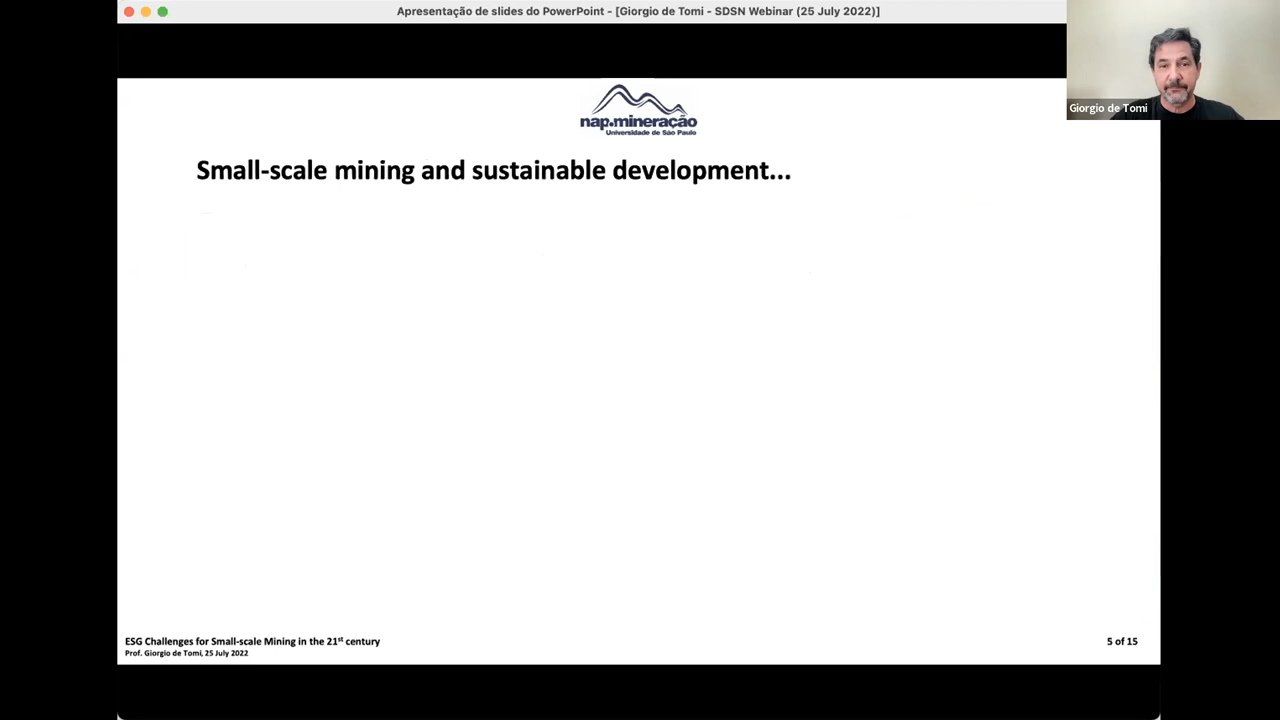 Apresentação de slides do PowerPoint - [Giorgio de Tomi - SDSN Webinar (25 July 2022)]
Giorgio de Tomi
nap.mineração
Universidade de São Paulo
Small-scale mining and sustainable development...
ESG Challenges for Small-scale Mining in the 21st century
Prof. Giorgio de Tomi, 25 July 2022
5 of 15